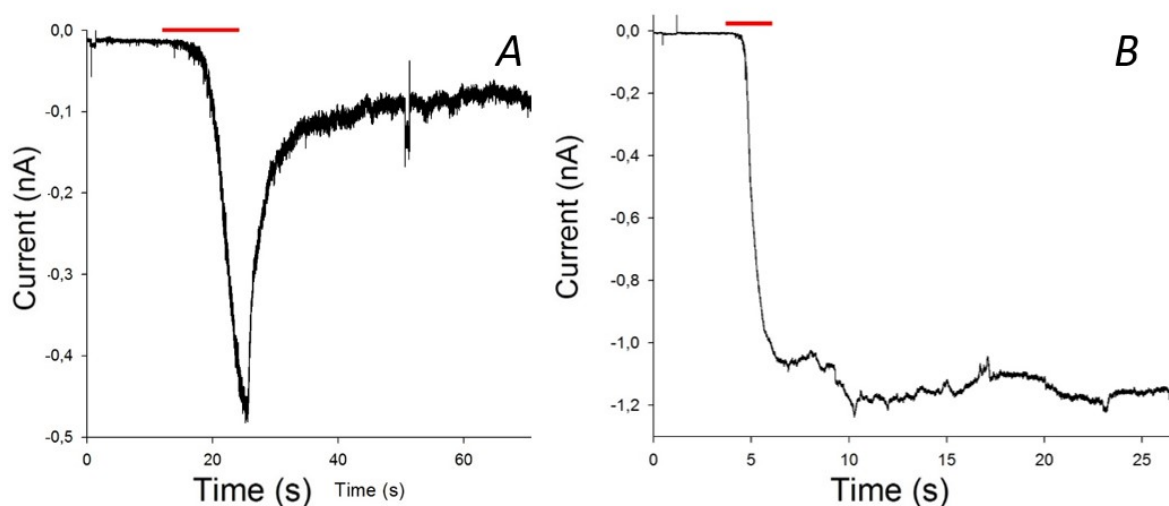 A
0,0
-0,1
-0,2
-0,3
-0,4
-0,5
Current (nA)
0 20 40 60
Time (s) Time (s)
B
0,0
-0,2
-0,4
-0,6
-0,8
-1,0
-1,2
Current (nA)
0 5 10 15 20 25
Time (s)